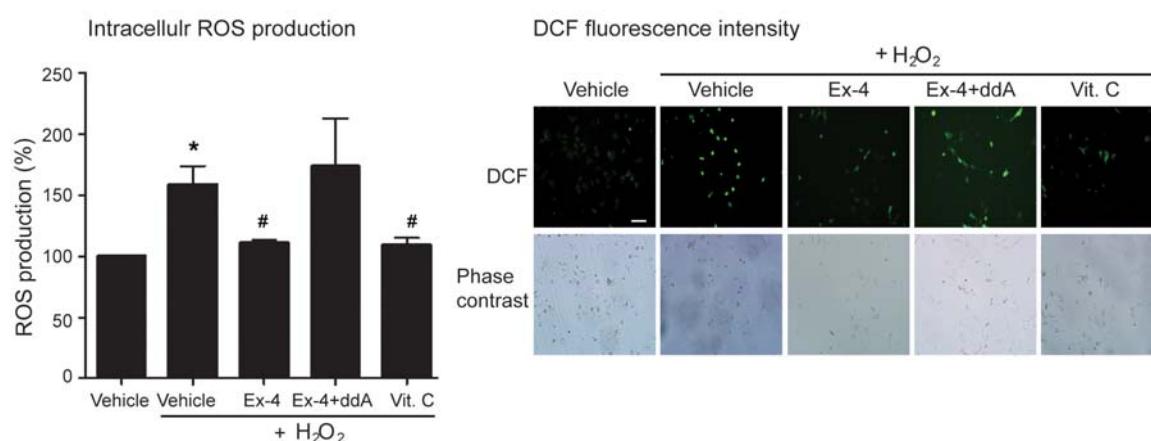 Intracellulr ROS production
ROS production (%)
250
200
150
100
50
0
*
#
#
Vehicle Vehicle Ex-4 Ex-4+ddA Vit. C
+ H₂O₂
DCF fluorescence intensity
+ H₂O₂
Vehicle Vehicle Ex-4 Ex-4+ddA Vit. C
DCF
Phase
contrast